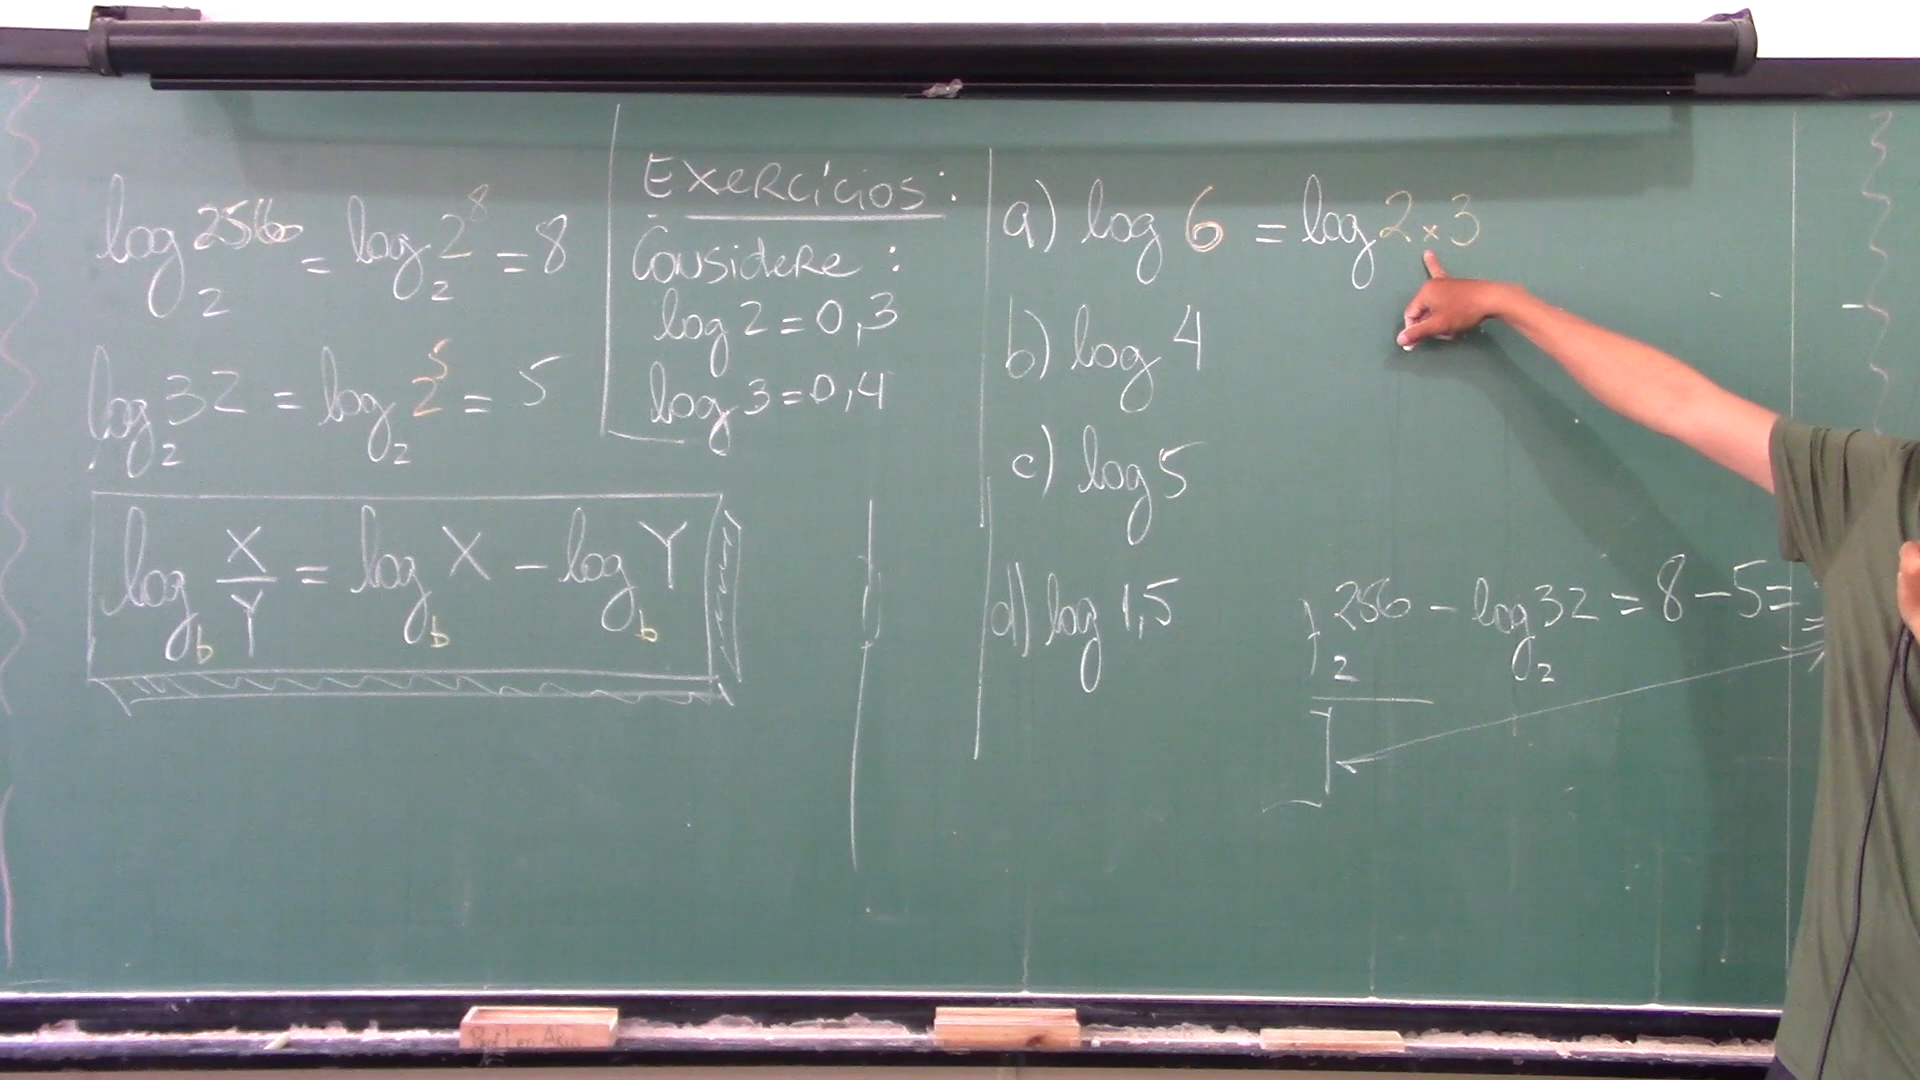 log₂ 256 = log₂ 2⁸ = 8
log₂ 32 = log₂ 2⁵ = 5
log_b X/Y = log_b X - log_b Y
Exercícios:
Considere:
log 2 = 0,3
log 3 = 0,4
a) log 6 = log 2 × 3
b) log 4
c) log 5
d) log 1,5
₂ 256 - log₂ 32 = 8 - 5 =